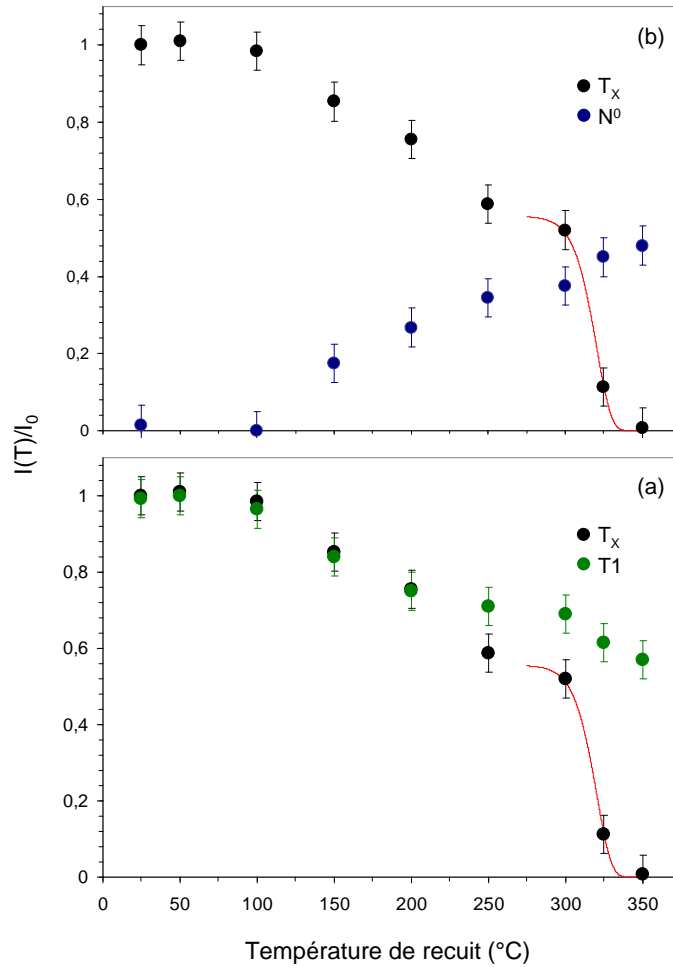 (b)
1
T_X
N⁰
0,8
0,6
0,4
0,2
0
I(T)/I₀
(a)
1
T_X
T1
0,8
0,6
0,4
0,2
0
0 50 100 150 200 250 300 350
Température de recuit (°C)